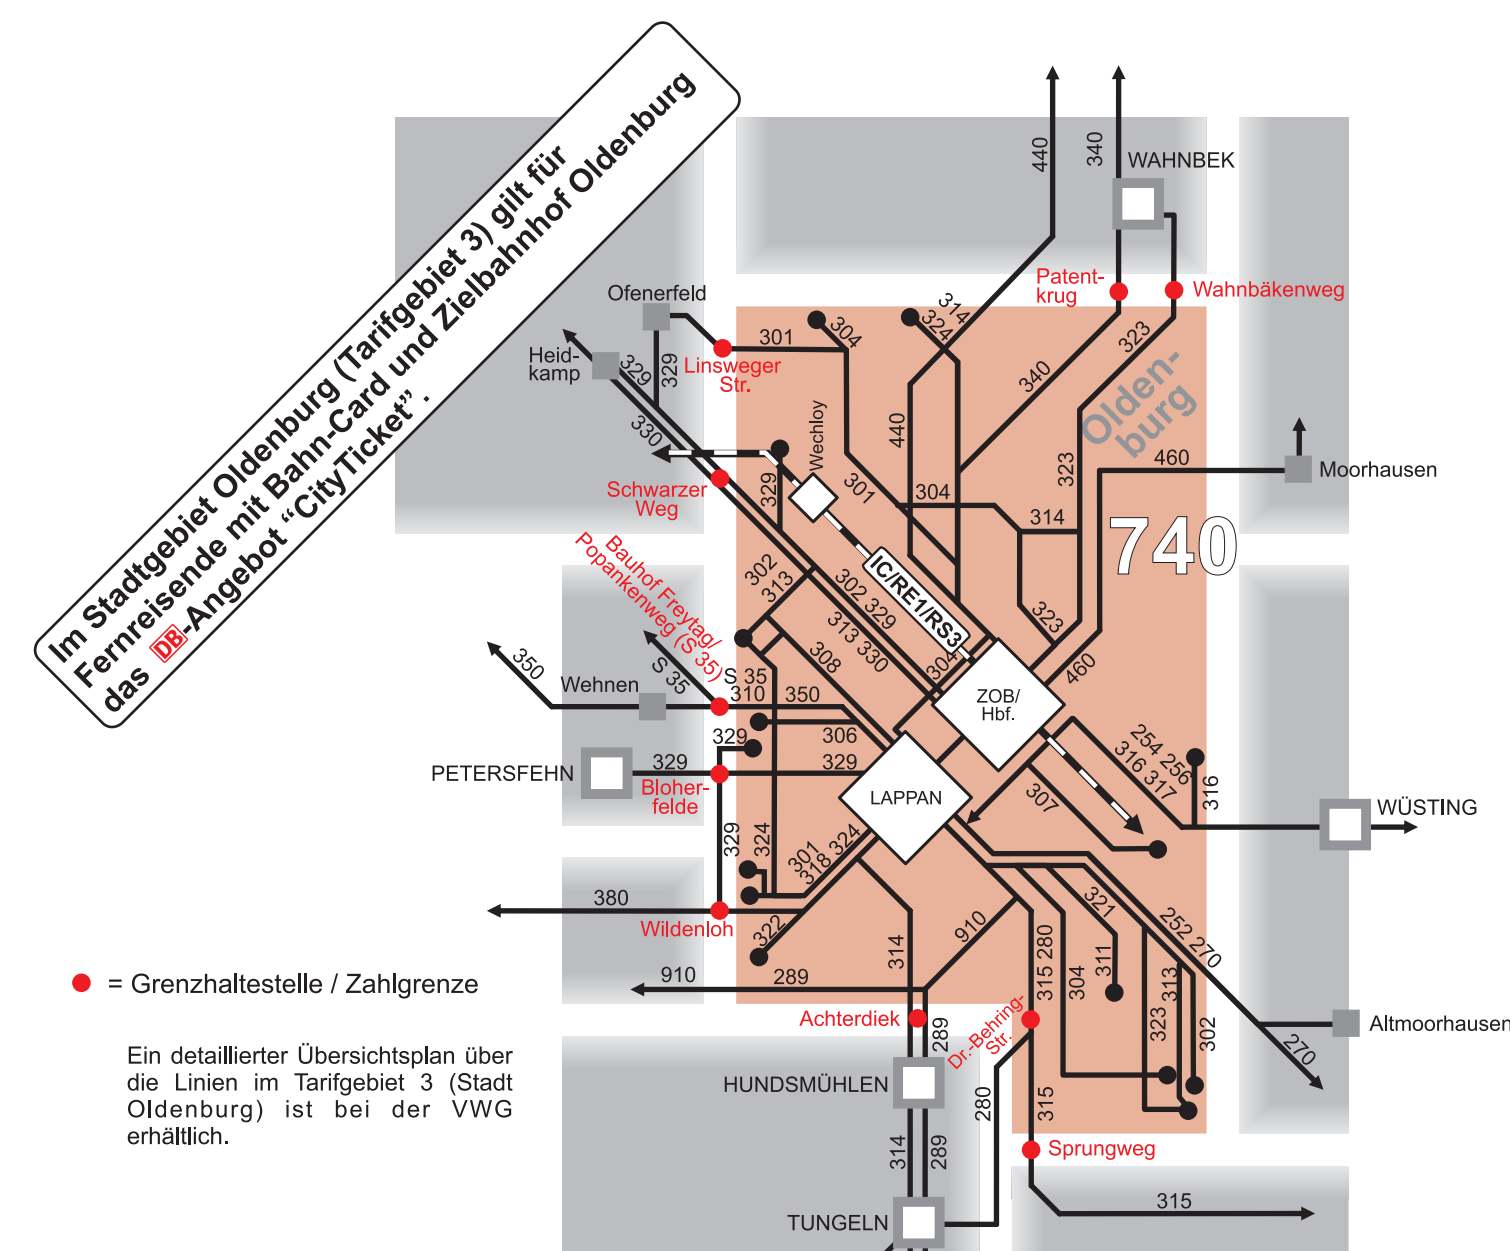 Im Stadtgebiet Oldenburg (Tarifgebiet 3) gilt für
Fernreisende mit Bahn-Card und Zielbahnhof Oldenburg
das DB-Angebot “CityTicket”.
440
340
WAHNBEK
Patent-
krug
Wahnbäkenweg
Ofenerfeld
301
304
324
314
340
323
Olden-
burg
Heid-
kamp
329
329
Linsweger
Str.
330
Wechloy
440
323
460
Moorhausen
Schwarzer
Weg
329
301
304
314
740
Bauhof Freytag/
Popankenweg (S 35)
302
313
302 329
313 330
IC/RE1/RS3
323
350
S 35
S 35
308
304
460
Wehnen
310
350
ZOB/
Hbf.
306
329
254 256
316 317
316
PETERSFEHN
329
329
Bloher-
felde
LAPPAN
307
WÜSTING
329
324
301
318 324
380
Wildenloh
322
314
910
321
252 270
910
289
315 280
304
311
323
313
302
= Grenzhaltestelle / Zahlgrenze
Achterdiek
289
Dr.-Behring-
Str.
Altmoorhausen
270
Ein detaillierter Übersichtsplan über
die Linien im Tarifgebiet 3 (Stadt
Oldenburg) ist bei der VWG
erhältlich.
HUNDSMÜHLEN
280
315
314
289
Sprungweg
315
TUNGELN